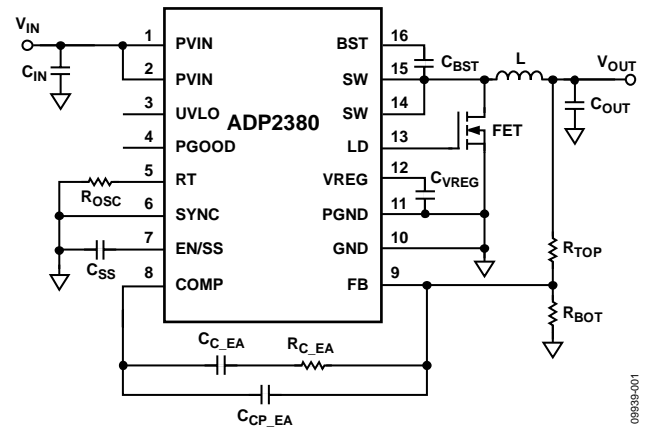 VIN
CIN
1 PVIN
2 PVIN
3 UVLO
4 PGOOD
5 RT
6 SYNC
7 EN/SS
8 COMP
ROSC
CSS
ADP2380
BST 16
SW 15
SW 14
LD 13
VREG 12
PGND 11
GND 10
FB 9
CBST
L
VOUT
COUT
FET
CVREG
RTOP
RBOT
CC_EA
RC_EA
CCP_EA
09939-001